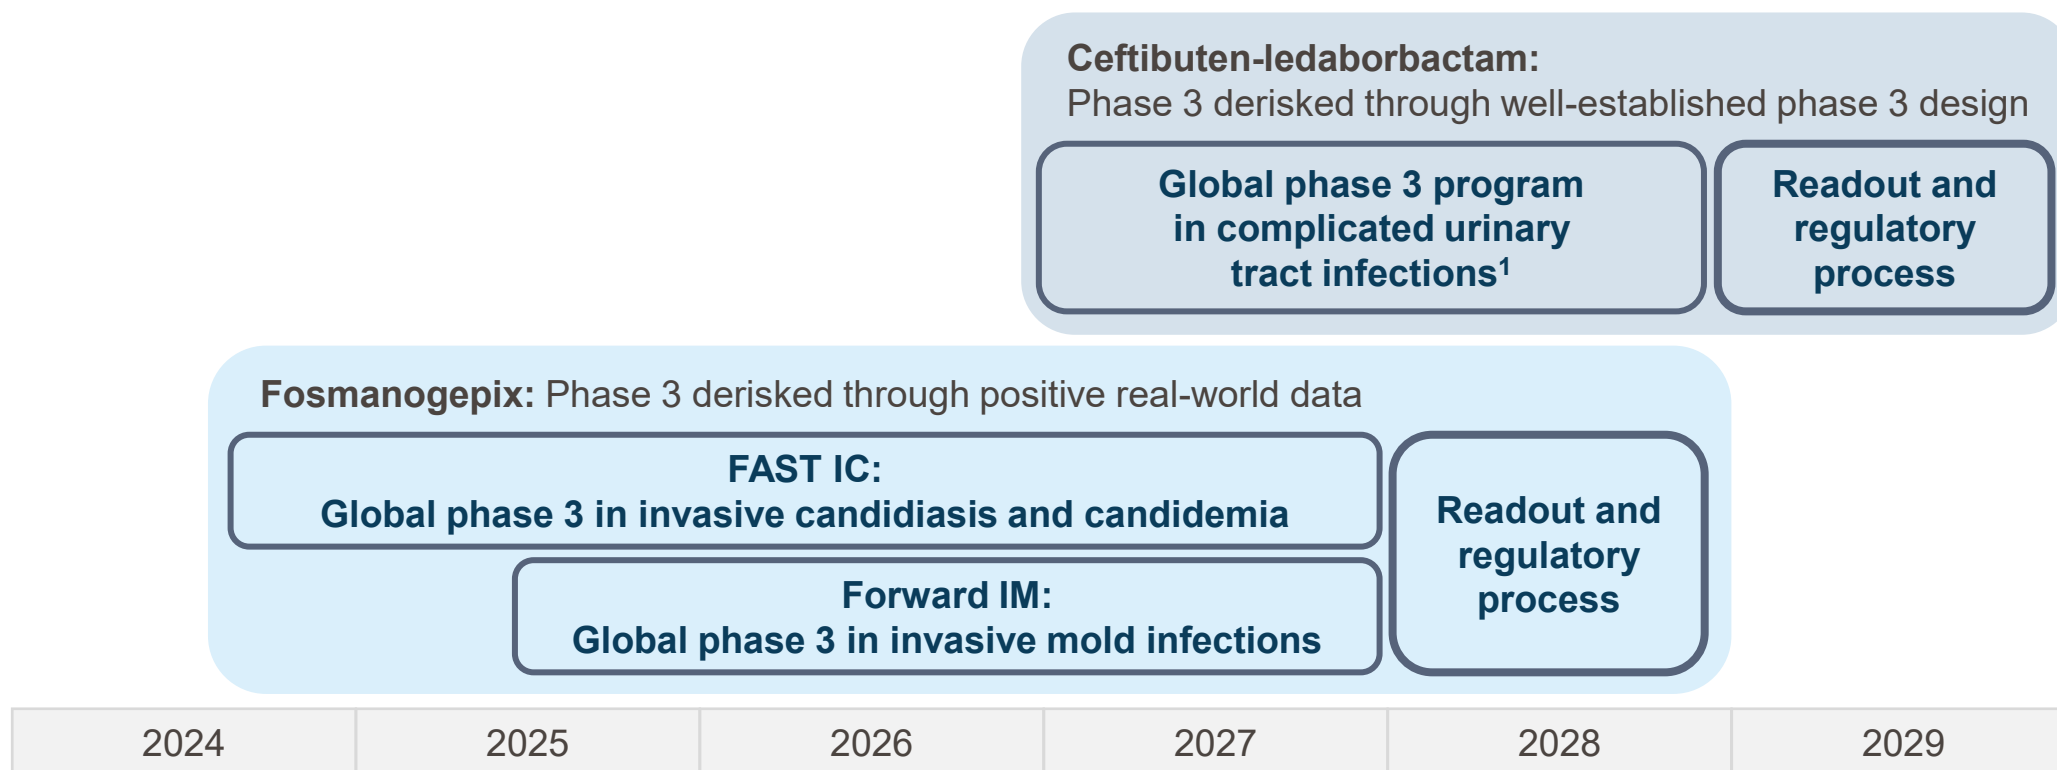 Ceftibuten-ledaborbactam:
Phase 3 derisked through well-established phase 3 design
Global phase 3 program
in complicated urinary
tract infections¹
Readout and
regulatory
process
Fosmanogepix: Phase 3 derisked through positive real-world data
FAST IC:
Global phase 3 in invasive candidiasis and candidemia
Forward IM:
Global phase 3 in invasive mold infections
Readout and
regulatory
process
2024 2025 2026 2027 2028 2029